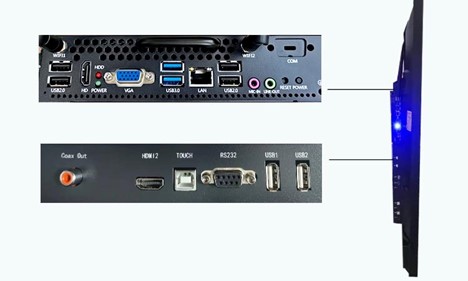 WIFI1 WIFI2
HDD COM
USB2.0 HD POWER VGA USB3.0 LAN USB2.0 MIC-IN LINE-OUT RESET POWER
Coax Out HDMI2 TOUCH RS232 USB1 USB2